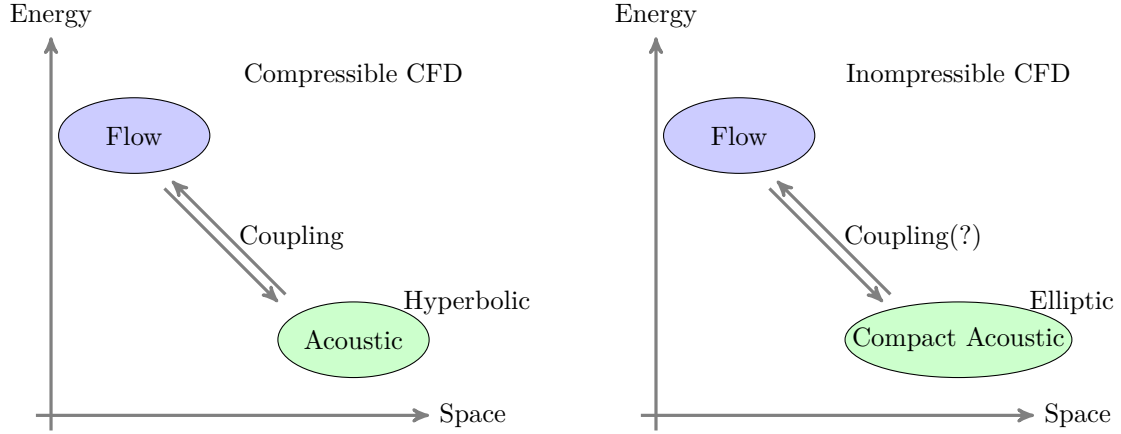 Energy
Compressible CFD
Flow
Coupling
Hyperbolic
Acoustic
Space
Energy
Inompressible CFD
Flow
Coupling(?)
Elliptic
Compact Acoustic
Space